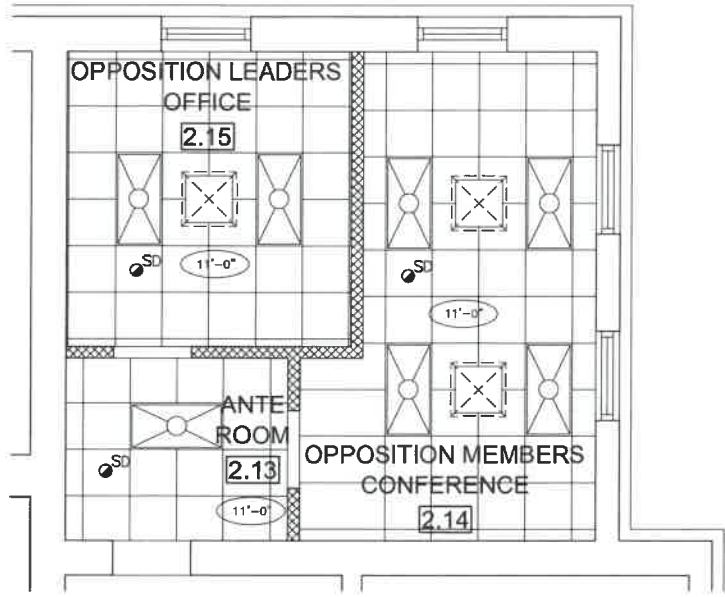 OPPOSITION LEADERS
OFFICE
2.15
SD
11'-0"
SD
11'-0"
ANTE
ROOM
2.13
SD
11'-0"
OPPOSITION MEMBERS
CONFERENCE
2.14